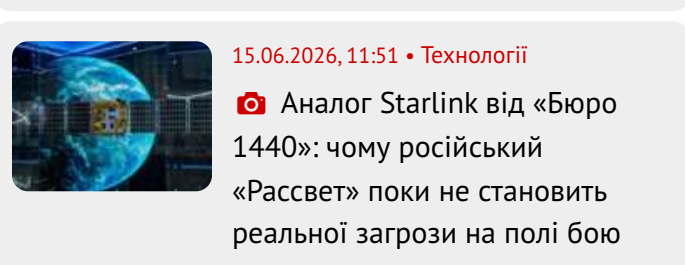 15.06.2026, 11:51 • Технології
Аналог Starlink від «Бюро
1440»: чому російський
«Рассвет» поки не становить
реальної загрози на полі бою